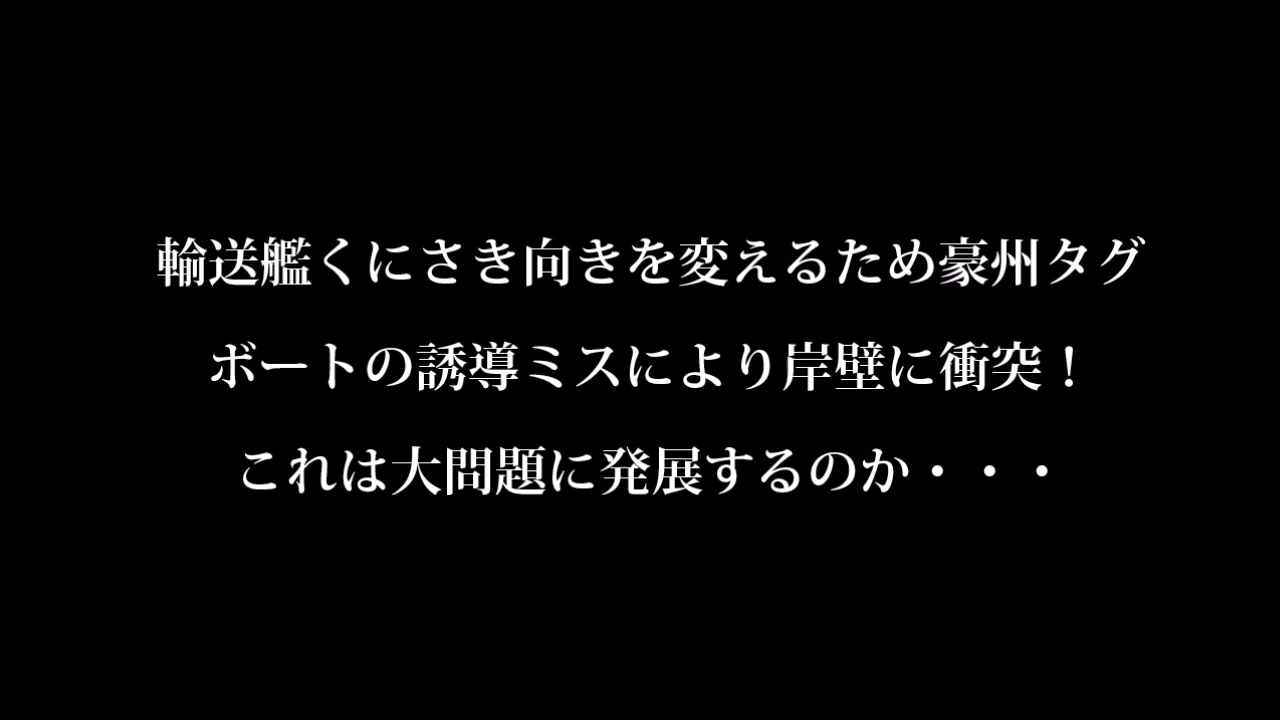 輸送艦くにさき向きを変えるため豪州タグ
ボートの誘導ミスにより岸壁に衝突！
これは大問題に発展するのか・・・